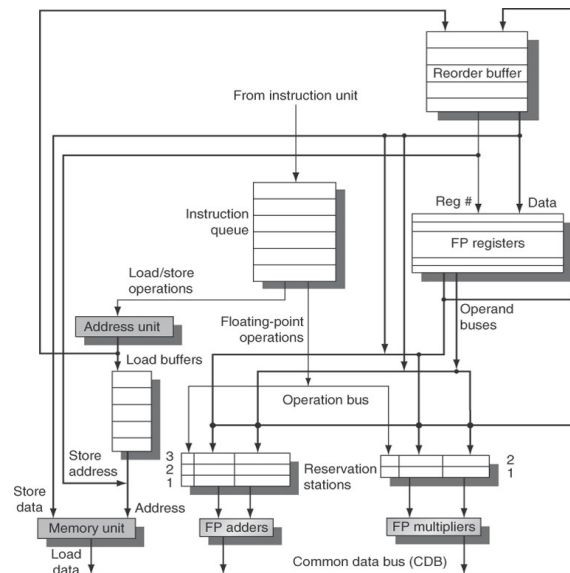 Reorder buffer
From instruction unit
Reg #
Data
Instruction
queue
FP registers
Load/store
operations
Operand
buses
Address unit
Floating-point
operations
Load buffers
Operation bus
Store
address
3
2
1
Reservation
stations
2
1
Store
data
Address
Memory unit
FP adders
FP multipliers
Load
data
Common data bus (CDB)